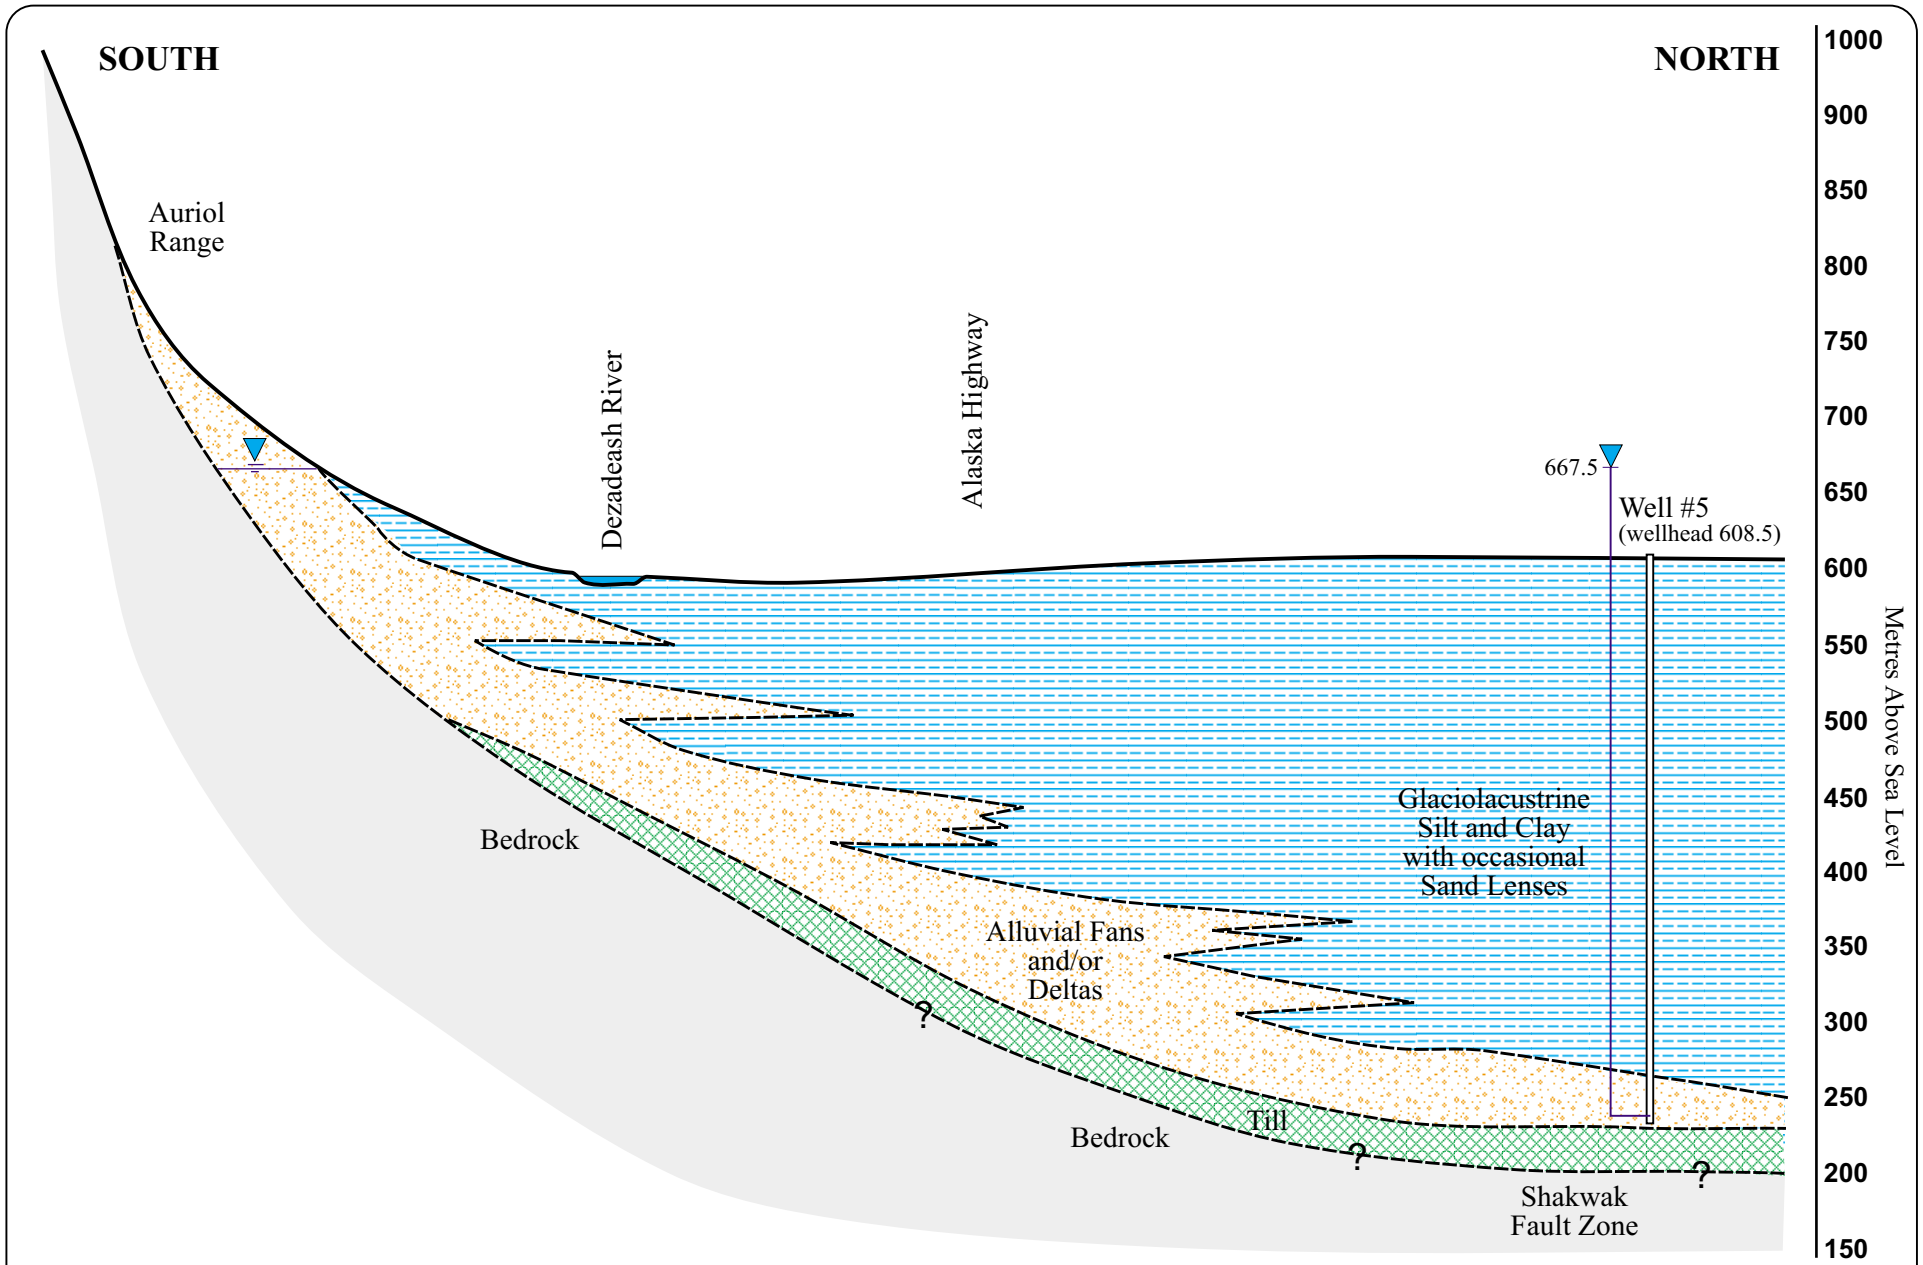 SOUTH
NORTH
Auriol
Range
Dezadeash River
Alaska Highway
667.5
Well #5
(wellhead 608.5)
Glaciolacustrine
Silt and Clay
with occasional
Sand Lenses
Alluvial Fans
and/or
Deltas
Bedrock
?
Till
Bedrock
?
?
Shakwak
Fault Zone
1000
900
850
800
750
700
650
600
550
500
450
400
350
300
250
200
150
Metres Above Sea Level